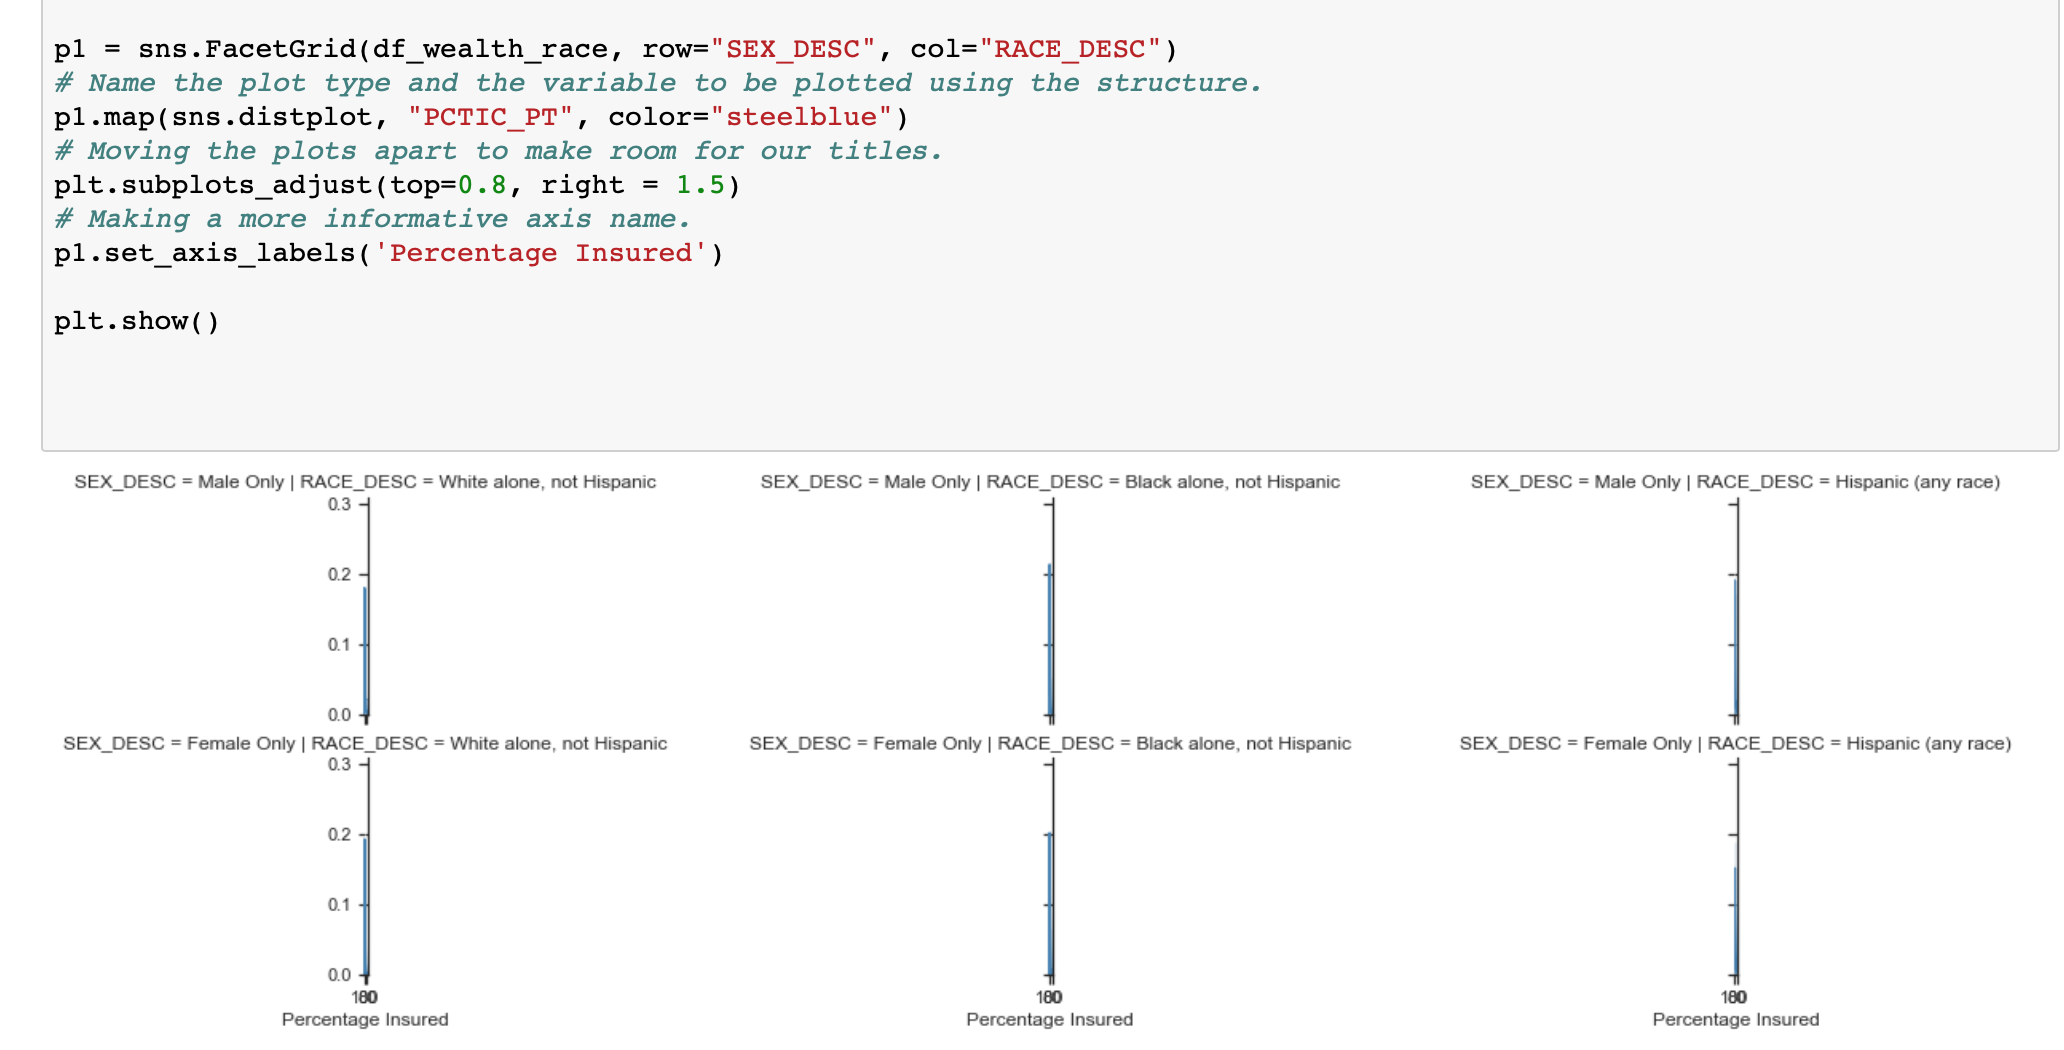 p1 = sns.FacetGrid(df_wealth_race, row="SEX_DESC", col="RACE_DESC")
# Name the plot type and the variable to be plotted using the structure.
p1.map(sns.distplot, "PCTIC_PT", color="steelblue")
# Moving the plots apart to make room for our titles.
plt.subplots_adjust(top=0.8, right = 1.5)
# Making a more informative axis name.
p1.set_axis_labels('Percentage Insured')
plt.show()
SEX_DESC = Male Only | RACE_DESC = White alone, not Hispanic
0.3
0.2
0.1
0.0
SEX_DESC = Male Only | RACE_DESC = Black alone, not Hispanic
SEX_DESC = Male Only | RACE_DESC = Hispanic (any race)
SEX_DESC = Female Only | RACE_DESC = White alone, not Hispanic
0.3
0.2
0.1
0.0
Percentage Insured
SEX_DESC = Female Only | RACE_DESC = Black alone, not Hispanic
Percentage Insured
SEX_DESC = Female Only | RACE_DESC = Hispanic (any race)
Percentage Insured